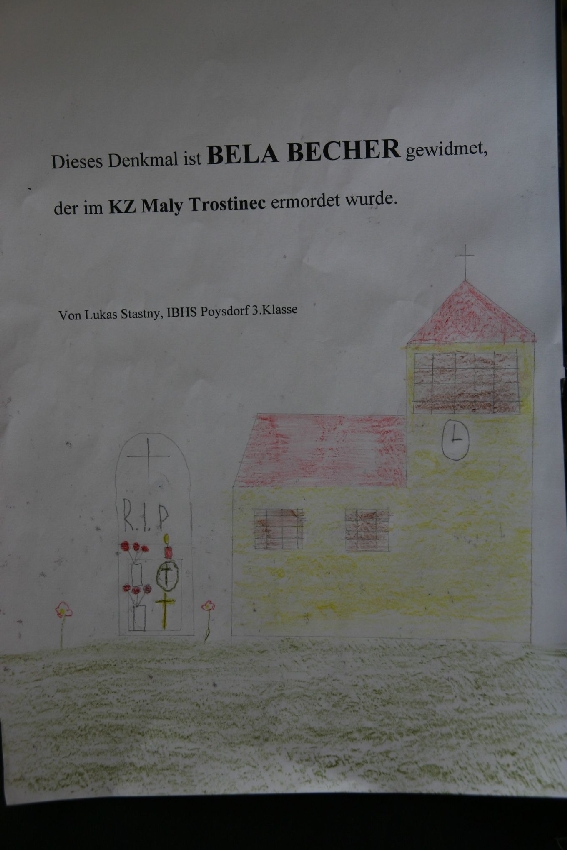 Dieses Denkmal ist BELA BECHER gewidmet,
der im KZ Maly Trostinec ermordet wurde.
Von Lukas Stastny, IBHS Poysdorf 3.Klasse
R.I.P